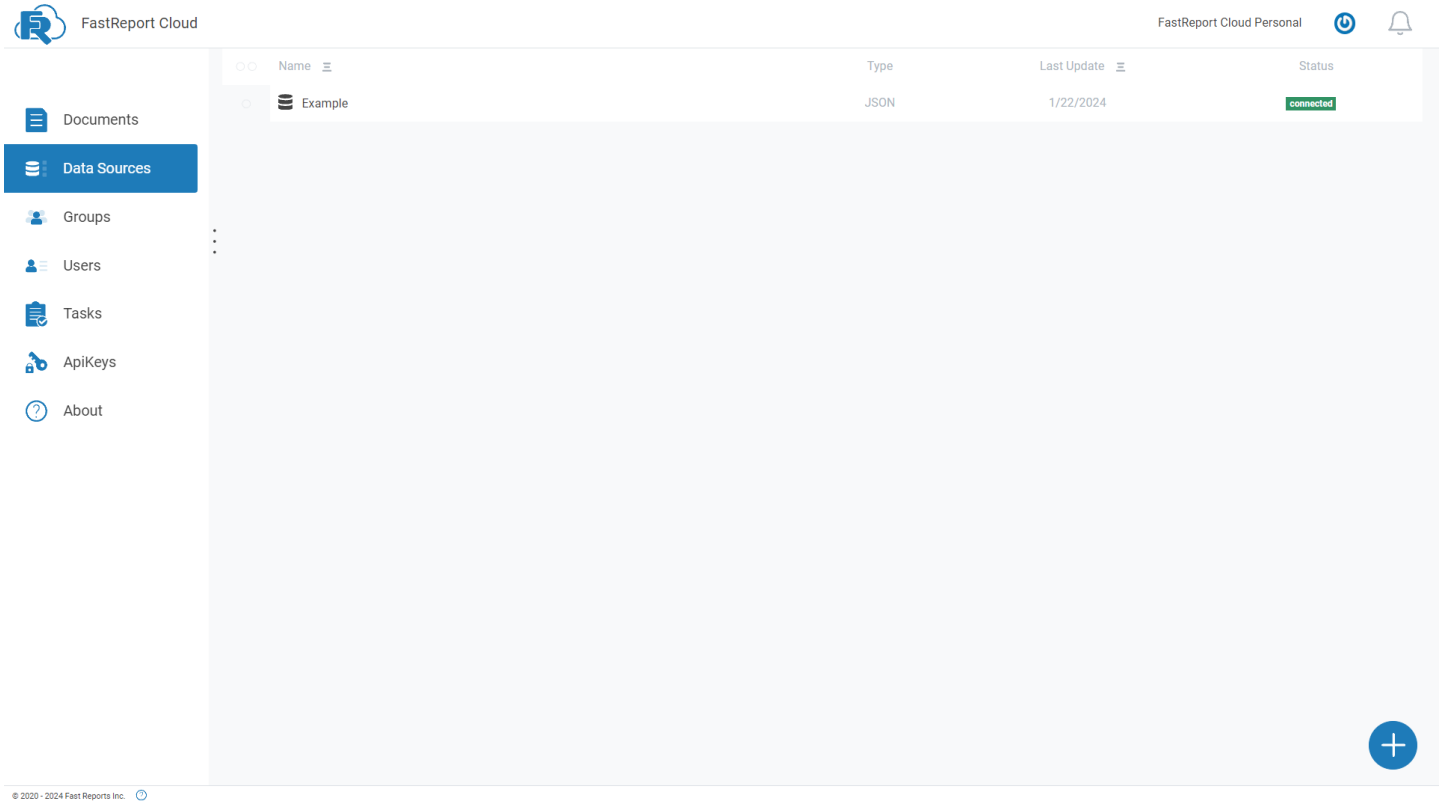 FastReport Cloud
FastReport Cloud Personal
Name Type Last Update Status
Example JSON 1/22/2024 connected
Documents
Data Sources
Groups
Users
Tasks
ApiKeys
About
© 2020 - 2024 Fast Reports Inc.